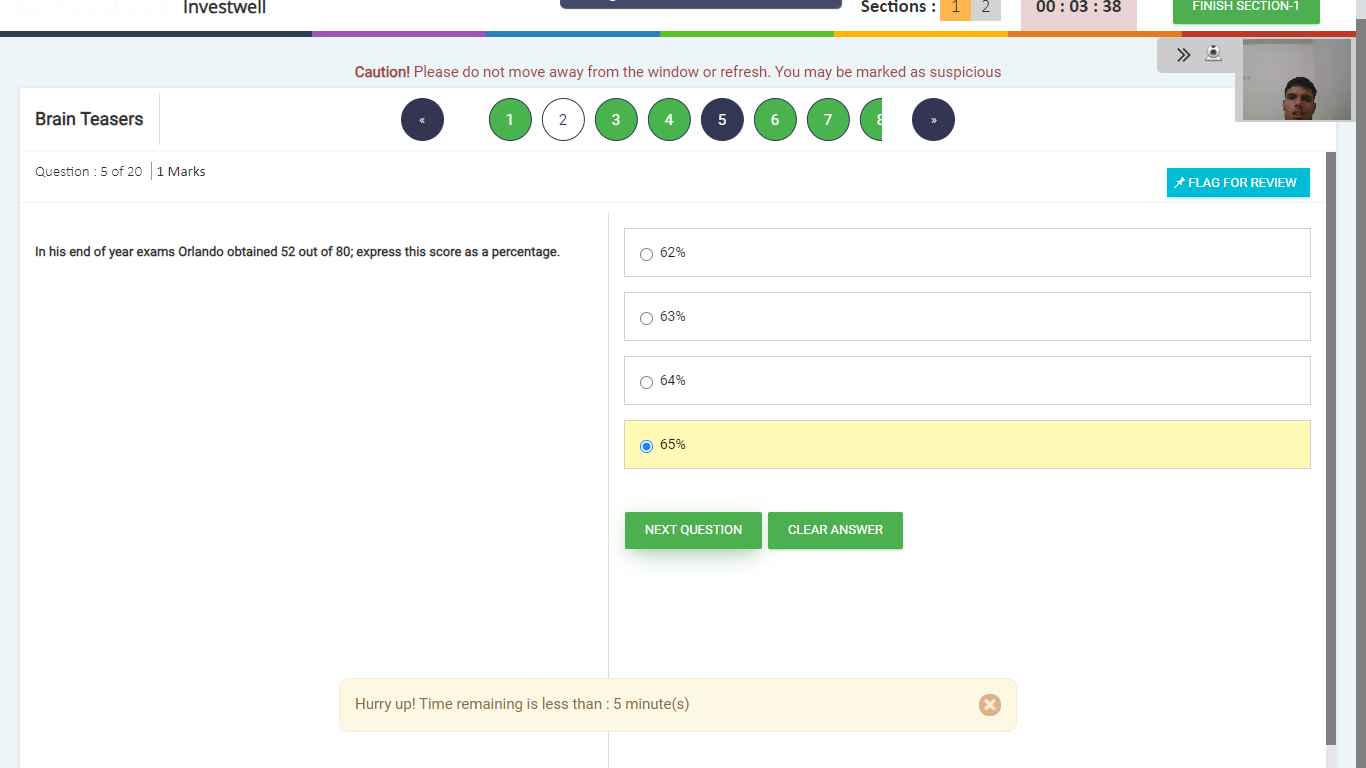 Investwell
Sections : 1 2
00 : 03 : 38
FINISH SECTION-1
Caution! Please do not move away from the window or refresh. You may be marked as suspicious
Brain Teasers
« 1 2 3 4 5 6 7 8 »
Question : 5 of 20 1 Marks
FLAG FOR REVIEW
In his end of year exams Orlando obtained 52 out of 80; express this score as a percentage.
62%
63%
64%
65%
NEXT QUESTION
CLEAR ANSWER
Hurry up! Time remaining is less than : 5 minute(s)